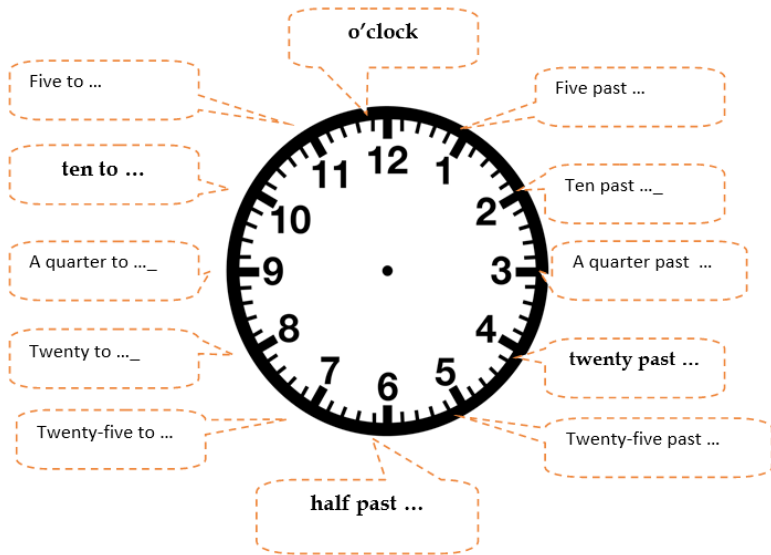 o’clock
Five to …
Five past …
ten to …
Ten past …_
A quarter to …_
A quarter past  …
Twenty to …_
twenty past …
Twenty-five to …
Twenty-five past …
half past …
12
1
2
3
4
5
6
7
8
9
10
11